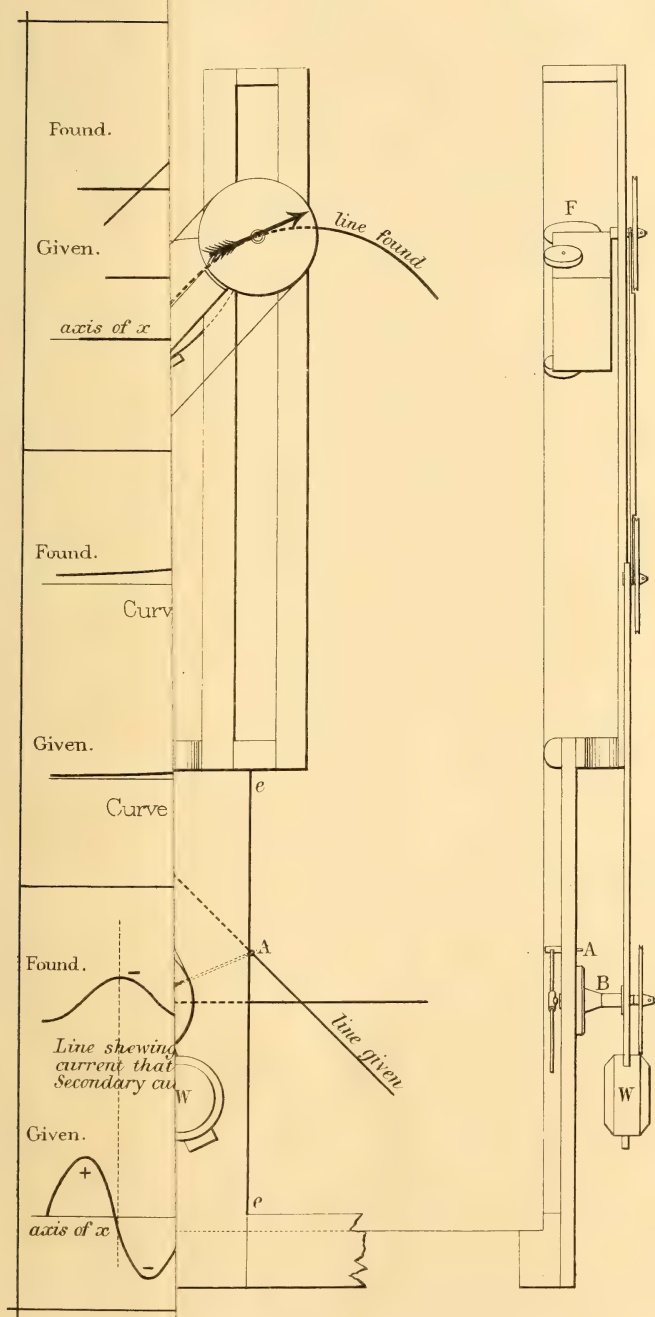 Found.
Given.
axis of x
Found.
Curv
Given.
Curve
Found.
−
Line shewing
current that
Secondary cu
Given.
+
axis of x
−
line found
e
A
line given
W
e
F
A
B
W